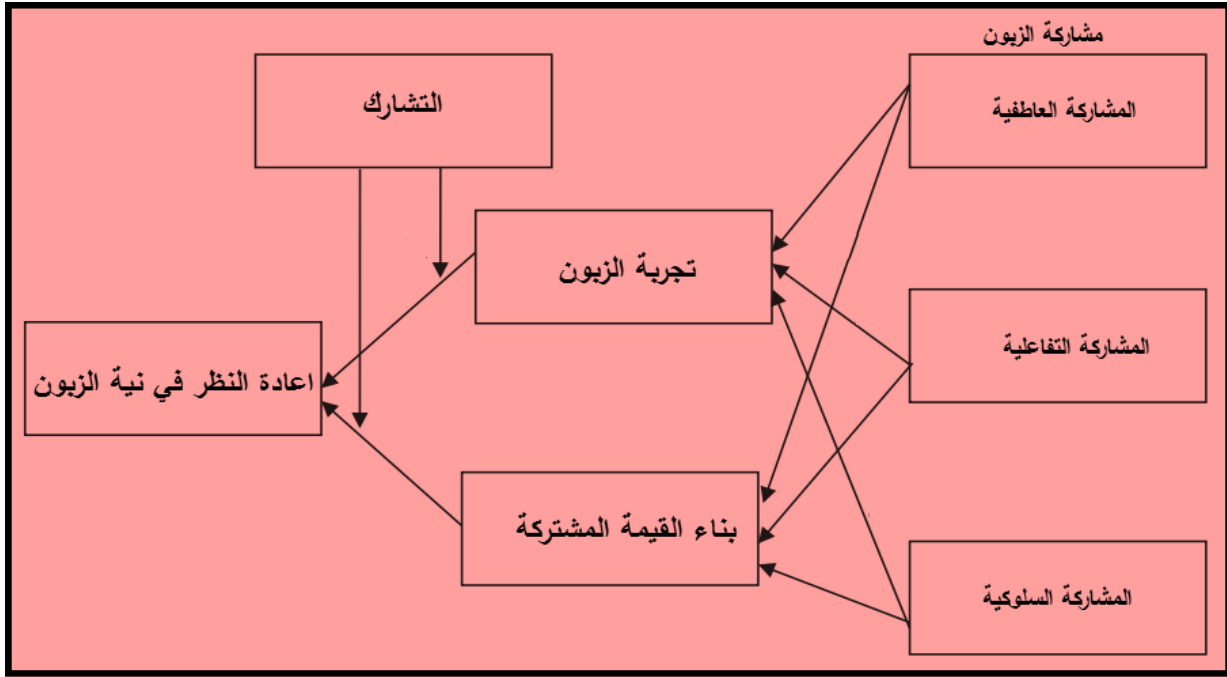 مشاركة الزبون
المشاركة العاطفية
التشارك
تجربة الزبون
المشاركة التفاعلية
اعادة النظر في نية الزبون
بناء القيمة المشتركة
المشاركة السلوكية